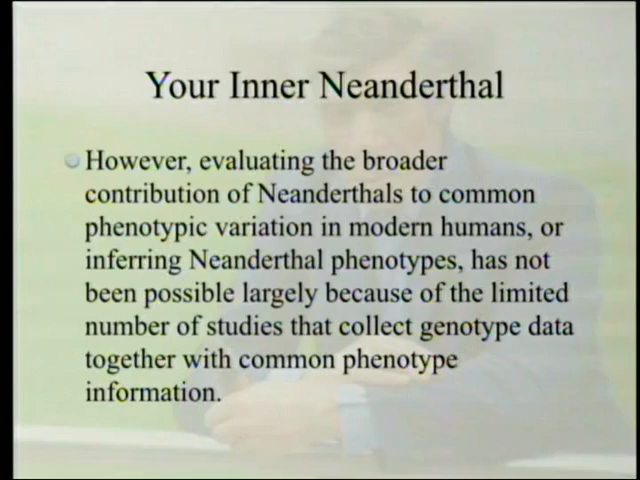 Your Inner Neanderthal
However, evaluating the broader
contribution of Neanderthals to common
phenotypic variation in modern humans, or
inferring Neanderthal phenotypes, has not
been possible largely because of the limited
number of studies that collect genotype data
together with common phenotype
information.